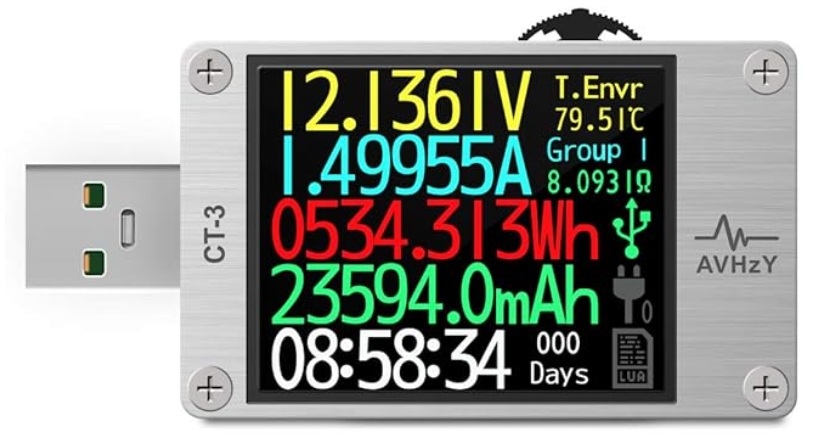 12.1361V
T.Envr
79.51℃
1.49955A
Group 1
8.0931Ω
0534.313Wh
23594.0mAh
0
08:58:34
000
Days
LUA
CT-3
AVHzY